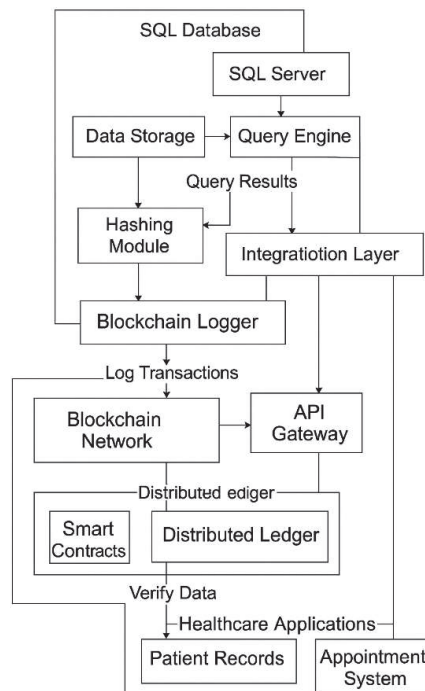 SQL Database
SQL Server
Data Storage
Query Engine
Query Results
Hashing
Module
Integratiotion Layer
Blockchain Logger
Log Transactions
Blockchain
Network
API
Gateway
Distributed edger
Smart
Contracts
Distributed Ledger
Verify Data
Healthcare Applications
Patient Records
Appointment
System